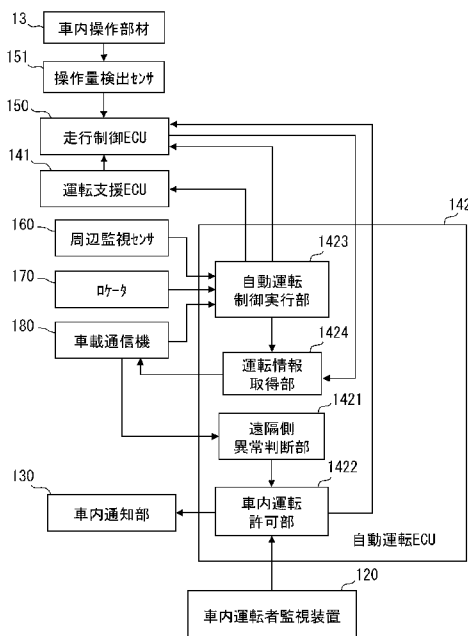 13
車内操作部材
151
操作量検出ｾﾝｻ
150
走行制御ECU
141
運転支援ECU
142
160
周辺監視ｾﾝｻ
1423
自動運転
制御実行部
170
ﾛｹｰﾀ
180
車載通信機
1424
運転情報
取得部
1421
遠隔側
異常判断部
130
車内通知部
1422
車内運転
許可部
自動運転ECU
120
車内運転者監視装置